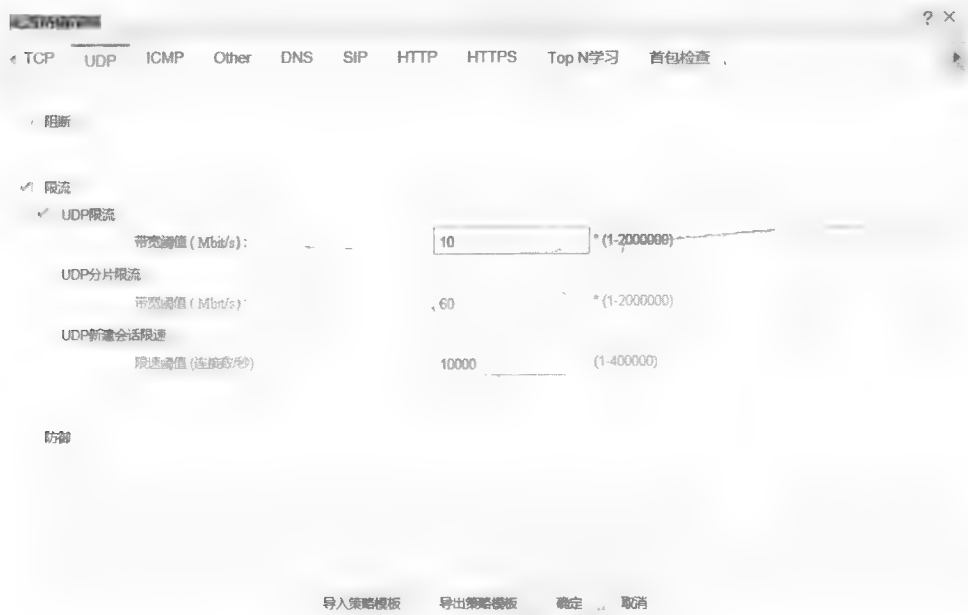 ? ×
TCP UDP ICMP Other DNS SIP HTTP HTTPS Top N学习 首包检查
阻断
限流
UDP限流
带宽阈值 ( Mbit/s) : 10 * (1-2000000)
UDP分片限流
带宽阈值 ( Mbit/s) : 60 * (1-2000000)
UDP新建会话限速
限速阈值 (连接数/秒) 10000 (1-400000)
防御
导入策略模板 导出策略模板 确定 取消